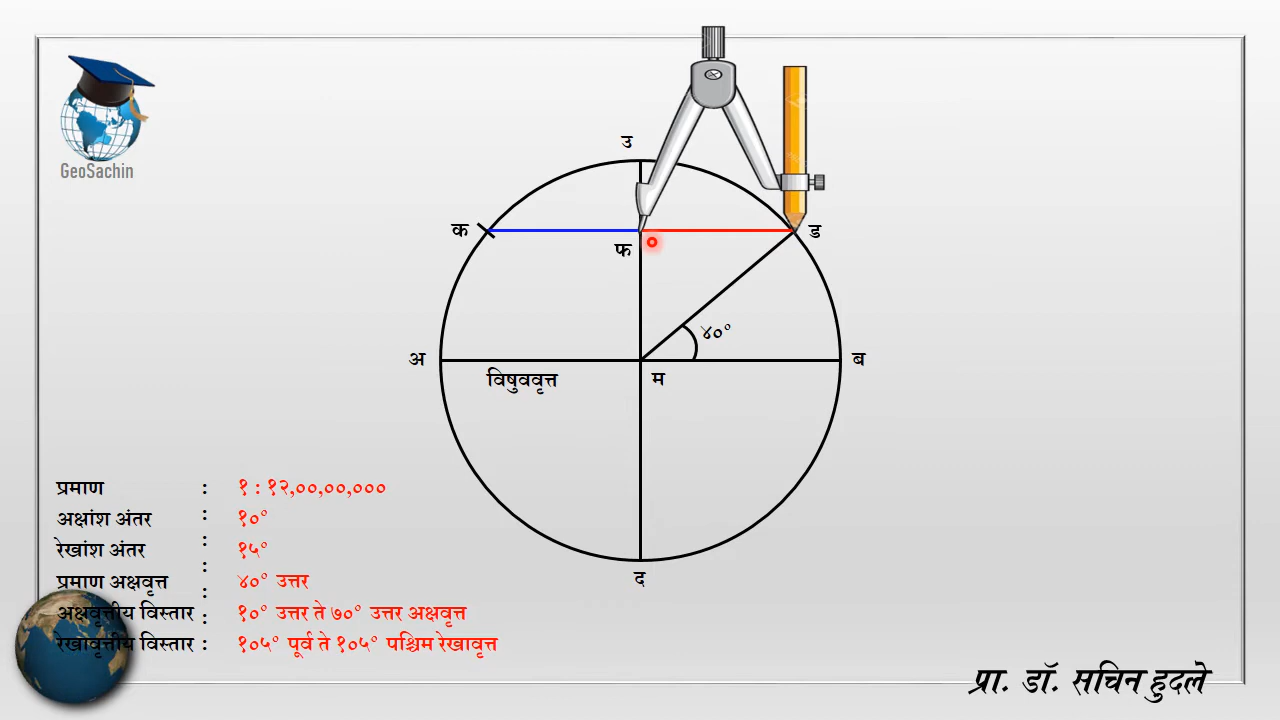 GeoSachin
उ
क
ड
फ
४०°
अ
ब
विषुववृत्त
म
द
प्रमाण : १ : १२,००,००,०००
अक्षांश अंतर : १०°
रेखांश अंतर : १५°
प्रमाण अक्षवृत्त : ४०° उत्तर
अक्षवृत्तीय विस्तार : १०° उत्तर ते ७०° उत्तर अक्षवृत्त
रेखावृत्तीय विस्तार : १०५° पूर्व ते १०५° पश्चिम रेखावृत्त
प्रा. डॉ. सचिन हुदले